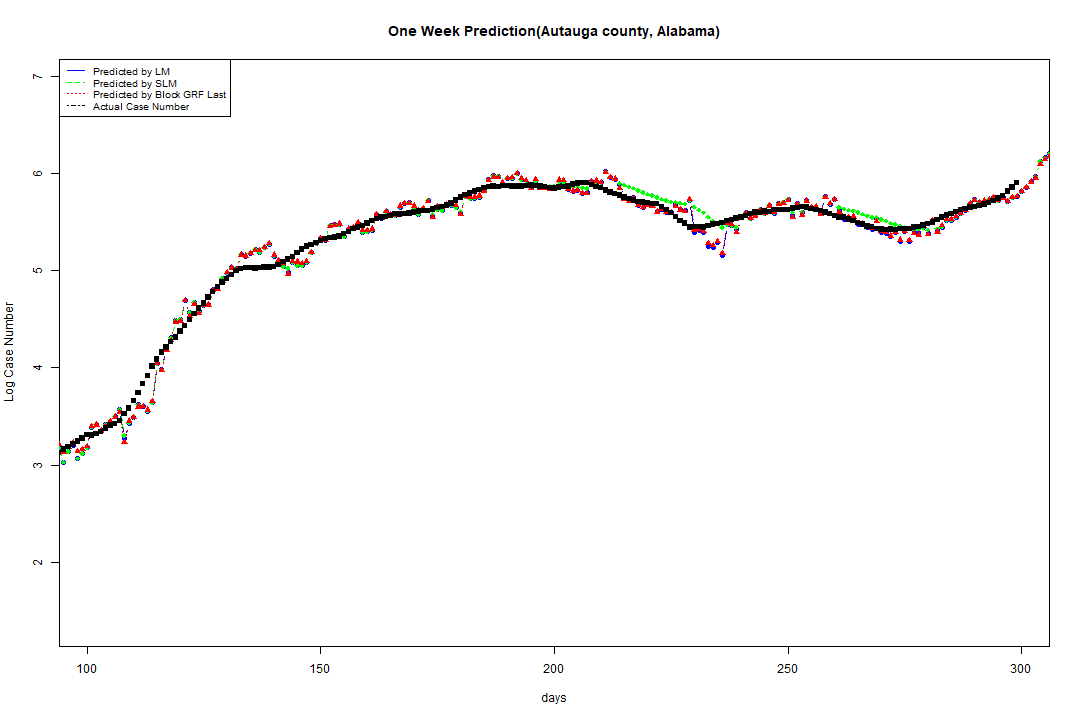 One Week Prediction(Autauga county, Alabama)
Predicted by LM
Predicted by SLM
Predicted by Block GRF Last
Actual Case Number
7
6
5
4
3
2
Log Case Number
100 150 200 250 300
days